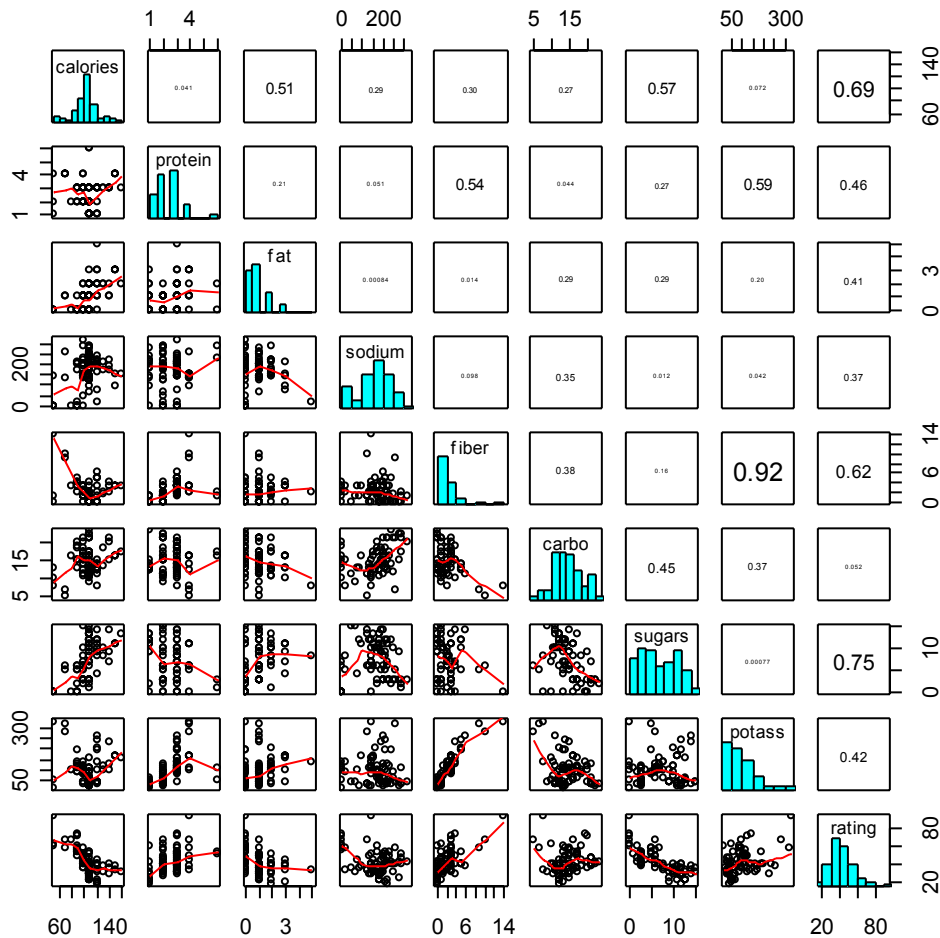 1 4 0 200 5 15 50 300
calories 0.041 0.51 0.29 0.30 0.27 0.57 0.072 0.69 60 140
1 4 protein 0.21 0.051 0.54 0.044 0.27 0.59 0.46
fat 0.00084 0.014 0.29 0.29 0.20 0.41 0 3
0 200 sodium 0.098 0.35 0.012 0.042 0.37
fiber 0.38 0.16 0.92 0.62 0 6 14
5 15 carbo 0.45 0.37 0.052
sugars 0.00077 0.75 0 10
50 300 potass 0.42
rating 20 80
60 140 0 3 0 6 14 0 10 20 80